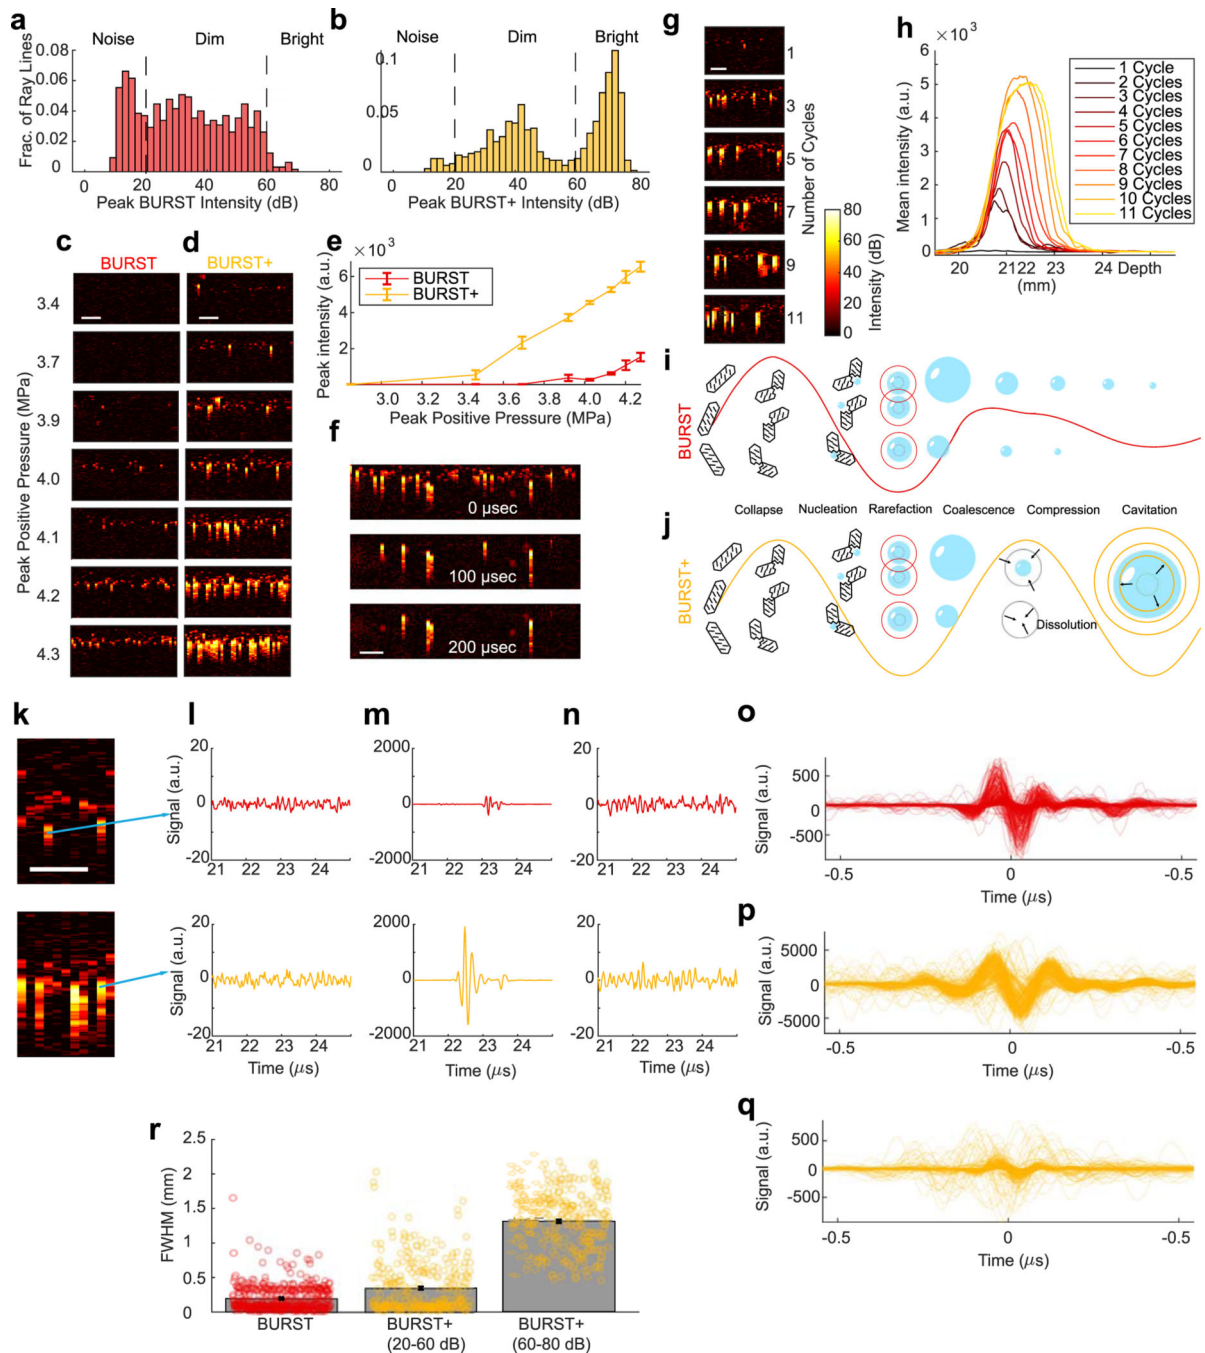 a
Noise Dim Bright
Frac. of Ray Lines
0.08
0.06
0.04
0.02
0
0 20 40 60 80
Peak BURST Intensity (dB)
b
Noise Dim Bright
0.1
0.05
0
0 20 40 60 80
Peak BURST+ Intensity (dB)
c
BURST
d
BURST+
Peak Positive Pressure (MPa)
3.4
3.7
3.9
4.0
4.1
4.2
4.3
e
×10³
Peak intensity (a.u.)
6
4
2
BURST
BURST+
3.0 3.2 3.4 3.6 3.8 4.0 4.2
Peak Positive Pressure (MPa)
f
0 µsec
100 µsec
200 µsec
g
1
3
5
7
9
11
Number of Cycles
80
60
40
20
0
Intensity (dB)
h
×10³
Mean intensity (a.u.)
6
5
4
3
2
1
0
20 21 22 23 24 Depth
(mm)
1 Cycle
2 Cycles
3 Cycles
4 Cycles
5 Cycles
6 Cycles
7 Cycles
8 Cycles
9 Cycles
10 Cycles
11 Cycles
i
BURST
Collapse Nucleation Rarefaction Coalescence Compression Cavitation
j
BURST+
Dissolution
k
l
Signal (a.u.)
20
0
-20
21 22 23 24
m
2000
0
-2000
21 22 23 24
n
20
0
-20
21 22 23 24
Signal (a.u.)
20
0
-20
21 22 23 24
Time (µs)
2000
0
-2000
21 22 23 24
Time (µs)
20
0
-20
21 22 23 24
Time (µs)
o
Signal (a.u.)
500
0
-500
-0.5 0 -0.5
Time (µs)
p
Signal (a.u.)
5000
0
-5000
-0.5 0 -0.5
Time (µs)
q
Signal (a.u.)
500
0
-500
-0.5 0 -0.5
Time (µs)
r
FWHM (mm)
2.5
2
1.5
1
0.5
0
BURST
BURST+
(20-60 dB)
BURST+
(60-80 dB)